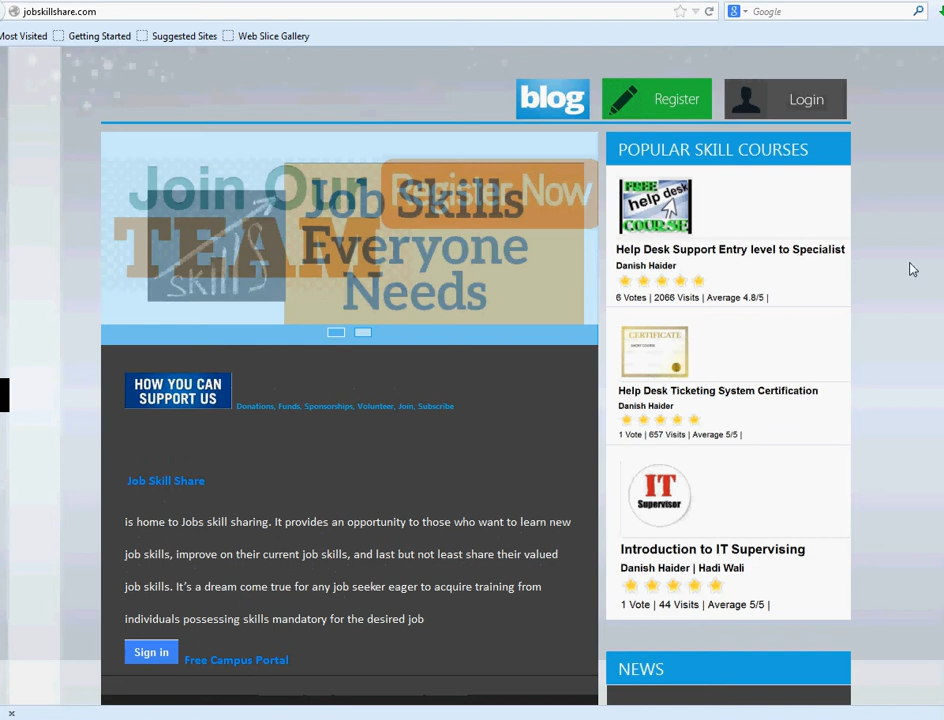 jobskillshare.com
Google
Most Visited Getting Started Suggested Sites Web Slice Gallery
blog Register Login
Join Our
TEAM
Register Now
Job Skills
Everyone
Needs
skills
HOW YOU CAN
SUPPORT US
Donations, Funds, Sponsorships, Volunteer, Join, Subscribe
Job Skill Share
is home to Jobs skill sharing. It provides an opportunity to those who want to learn new
job skills, improve on their current job skills, and last but not least share their valued
job skills. It's a dream come true for any job seeker eager to acquire training from
individuals possessing skills mandatory for the desired job
Sign in Free Campus Portal
POPULAR SKILL COURSES
FREE
help desk
COURSE
Help Desk Support Entry level to Specialist
Danish Haider
6 Votes | 2066 Visits | Average 4.8/5 |
CERTIFICATE
Help Desk Ticketing System Certification
Danish Haider
1 Vote | 657 Visits | Average 5/5 |
IT
Supervisor
Introduction to IT Supervising
Danish Haider | Hadi Wali
1 Vote | 44 Visits | Average 5/5 |
NEWS